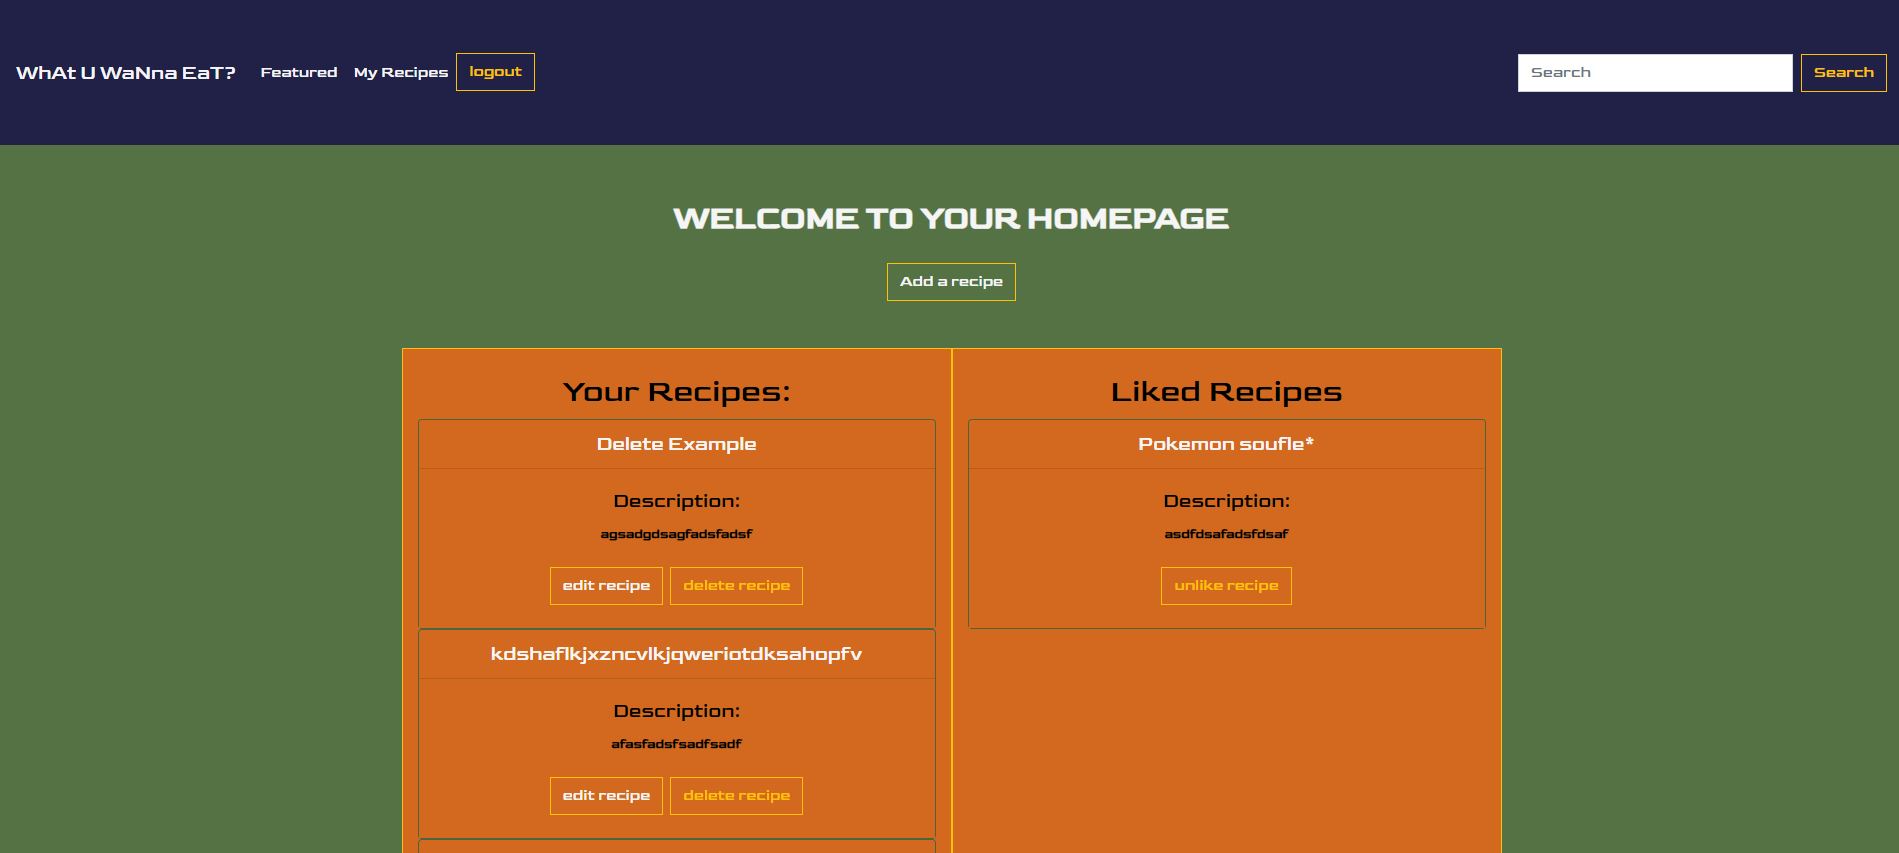 WhAt U WaNna EaT? Featured My Recipes logout Search Search
WELCOME TO YOUR HOMEPAGE
Add a recipe
Your Recipes:
Delete Example
Description:
agsadgdsagfadsfadsf
edit recipe delete recipe
kdshaflkjxzncvlkjqweriotdksahopfv
Description:
afasfadsfsadfsadf
edit recipe delete recipe
Liked Recipes
Pokemon soufle*
Description:
asdfdsafadsfdsaf
unlike recipe